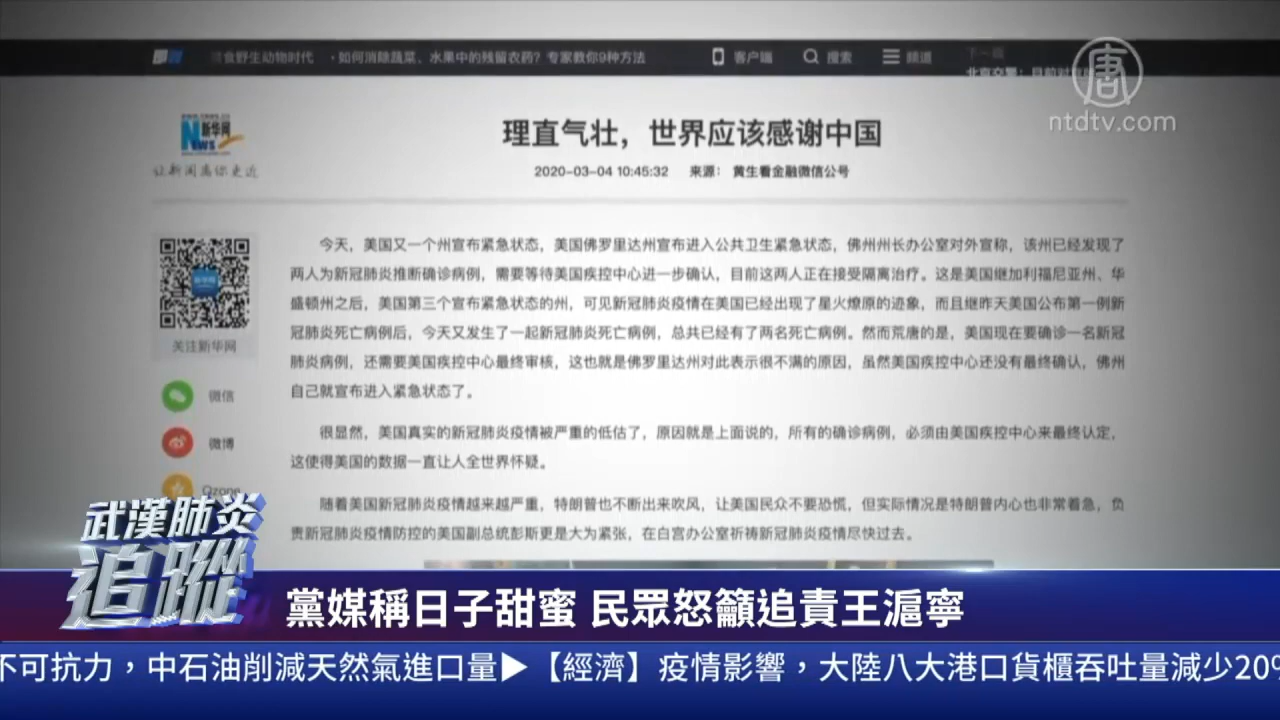 食野生动物时代 · 如何消除蔬菜、水果中的残留农药？专家教你9种方法 客户端 搜索 频道
唐
ntdtv.com
NEWS 新华网
让新闻离你更近
理直气壮，世界应该感谢中国
2020-03-04 10:45:32 来源： 黄生看金融微信公号
今天，美国又一个州宣布紧急状态，美国佛罗里达州宣布进入公共卫生紧急状态，佛州州长办公室对外宣称，该州已经发现了
两人为新冠肺炎推断确诊病例，需要等待美国疾控中心进一步确认，目前这两人正在接受隔离治疗。这是美国继加利福尼亚州、华
盛顿州之后，美国第三个宣布紧急状态的州，可见新冠肺炎疫情在美国已经出现了星火燎原的迹象，而且继昨天美国公布第一例新
冠肺炎死亡病例后，今天又发生了一起新冠肺炎死亡病例，总共已经有了两名死亡病例。然而荒唐的是，美国现在要确诊一名新冠
肺炎病例，还需要美国疾控中心最终审核，这也就是佛罗里达州对此表示很不满的原因，虽然美国疾控中心还没有最终确认，佛州
自己就宣布进入紧急状态了。
关注新华网
微信
很显然，美国真实的新冠肺炎疫情被严重的低估了，原因就是上面说的，所有的确诊病例，必须由美国疾控中心来最终认定，
这使得美国的数据一直让人全世界怀疑。
微博
Qzone
随着美国新冠肺炎疫情越来越严重，特朗普也不断出来吹风，让美国民众不要恐慌，但实际情况是特朗普内心也非常着急，负
责新冠肺炎疫情防控的美国副总统彭斯更是大为紧张，在白宫办公室祈祷新冠肺炎疫情尽快过去。
武漢肺炎
追蹤
黨媒稱日子甜蜜 民眾怒籲追責王滬寧
不可抗力，中石油削減天然氣進口量▶【經濟】疫情影響，大陸八大港口貨櫃吞吐量減少20%